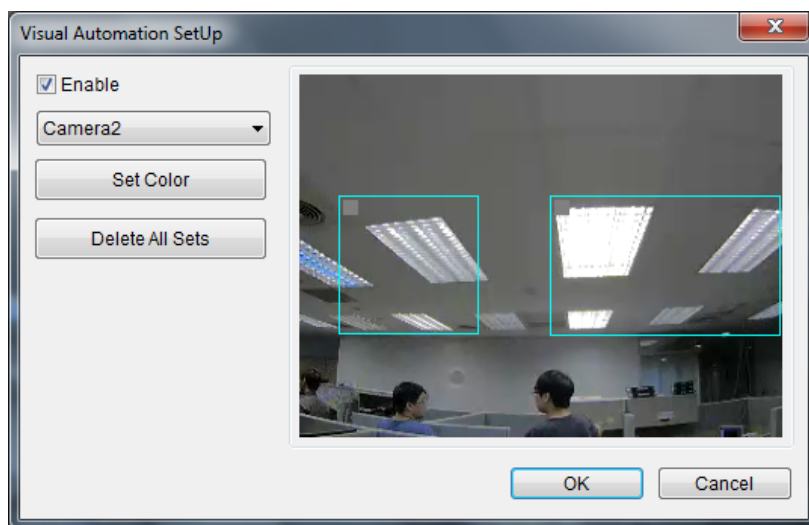 Visual Automation SetUp
Enable
Camera2
Set Color
Delete All Sets
OK
Cancel